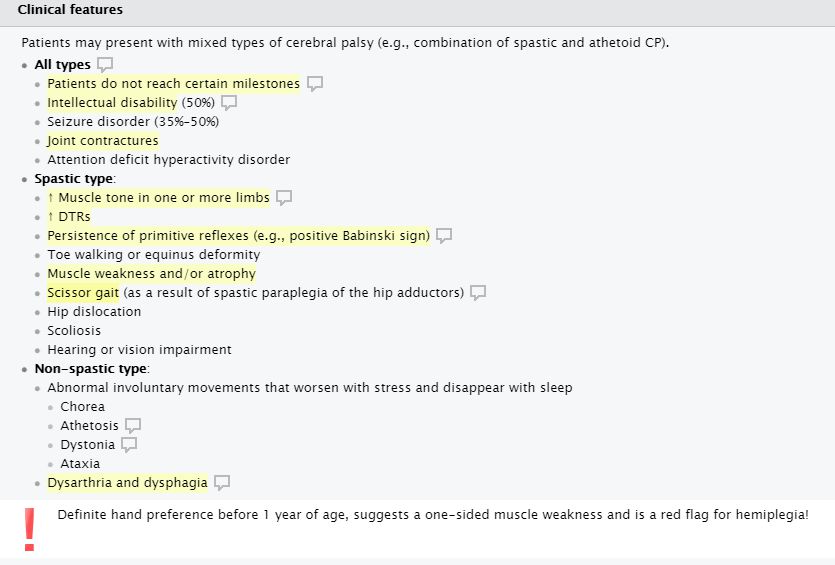 Clinical features
Patients may present with mixed types of cerebral palsy (e.g., combination of spastic and athetoid CP).
• All types
• Patients do not reach certain milestones
• Intellectual disability (50%)
• Seizure disorder (35%–50%)
• Joint contractures
• Attention deficit hyperactivity disorder
• Spastic type:
• ↑ Muscle tone in one or more limbs
• ↑ DTRs
• Persistence of primitive reflexes (e.g., positive Babinski sign)
• Toe walking or equinus deformity
• Muscle weakness and/or atrophy
• Scissor gait (as a result of spastic paraplegia of the hip adductors)
• Hip dislocation
• Scoliosis
• Hearing or vision impairment
• Non-spastic type:
• Abnormal involuntary movements that worsen with stress and disappear with sleep
• Chorea
• Athetosis
• Dystonia
• Ataxia
• Dysarthria and dysphagia
Definite hand preference before 1 year of age, suggests a one-sided muscle weakness and is a red flag for hemiplegia!